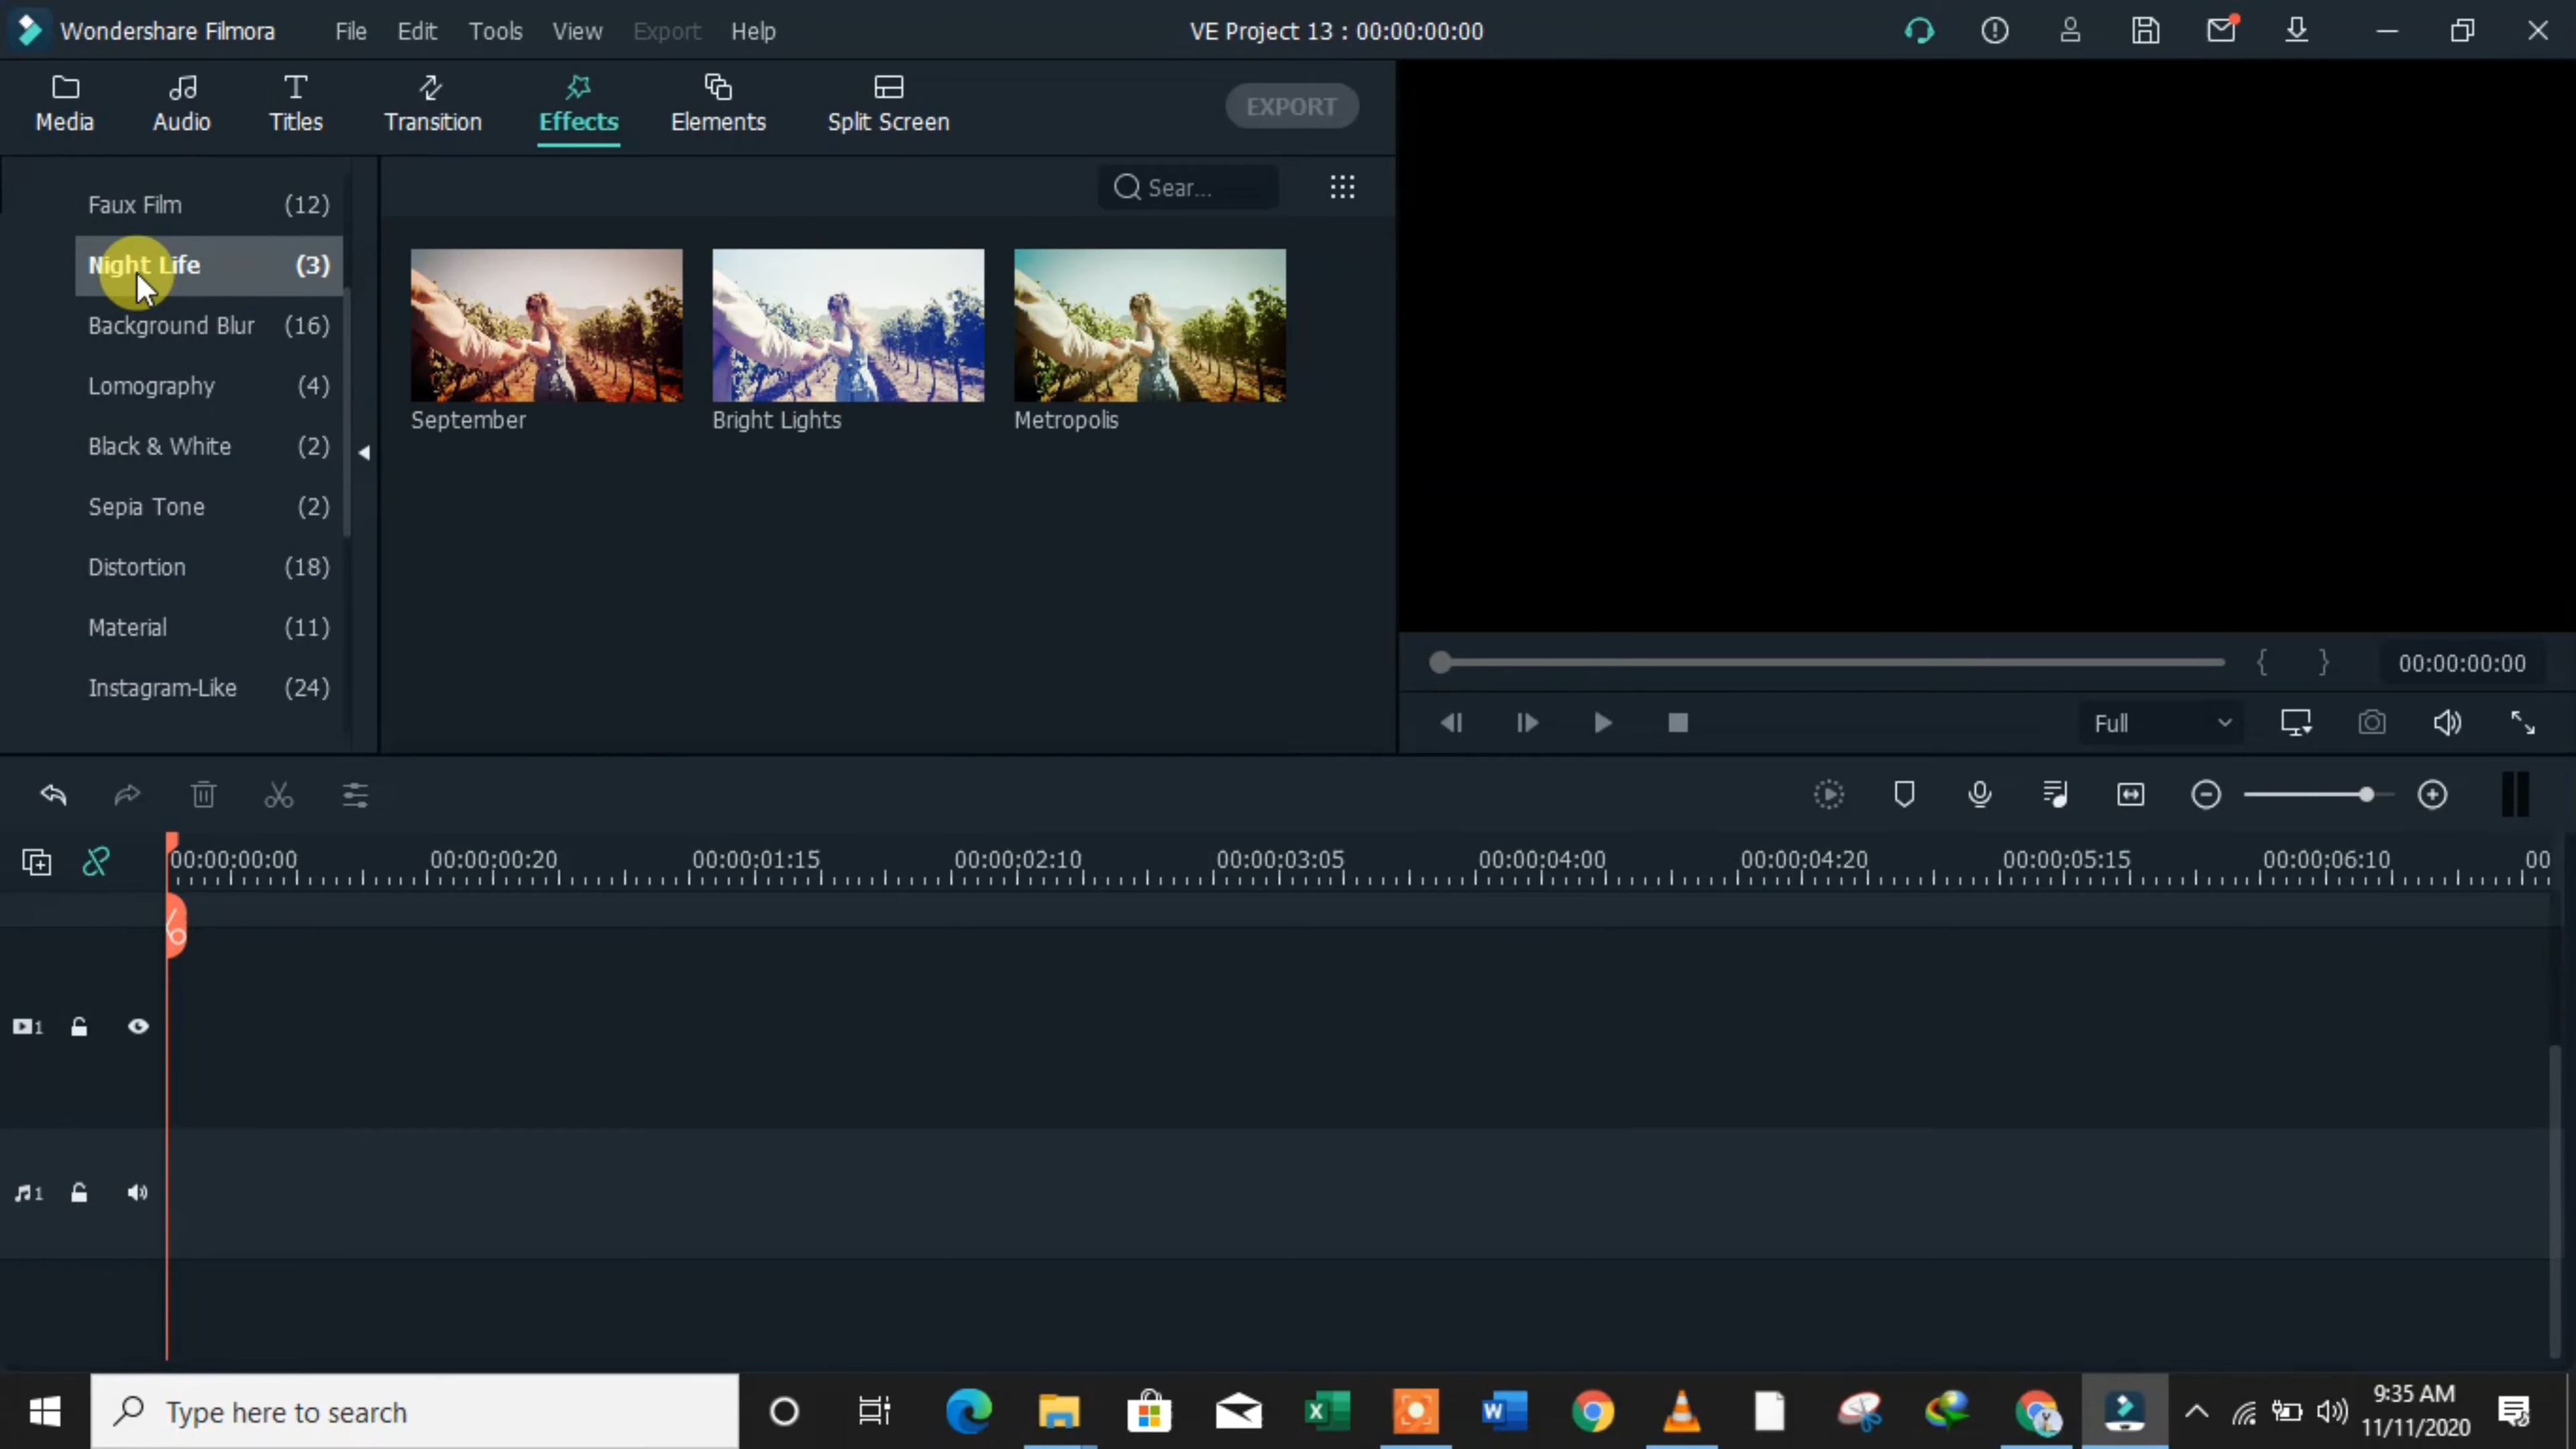 Wondershare Filmora File Edit Tools View Export Help VE Project 13 : 00:00:00:00
Media Audio Titles Transition Effects Elements Split Screen EXPORT
Sear...
Faux Film (12)
Night Life (3)
Background Blur (16)
Lomography (4)
Black & White (2)
Sepia Tone (2)
Distortion (18)
Material (11)
Instagram-Like (24)
September Bright Lights Metropolis
{ } 00:00:00:00
Full
00:00:00:00 00:00:00:20 00:00:01:15 00:00:02:10 00:00:03:05 00:00:04:00 00:00:04:20 00:00:05:15 00:00:06:10 00
1
1
Type here to search
9:35 AM
11/11/2020